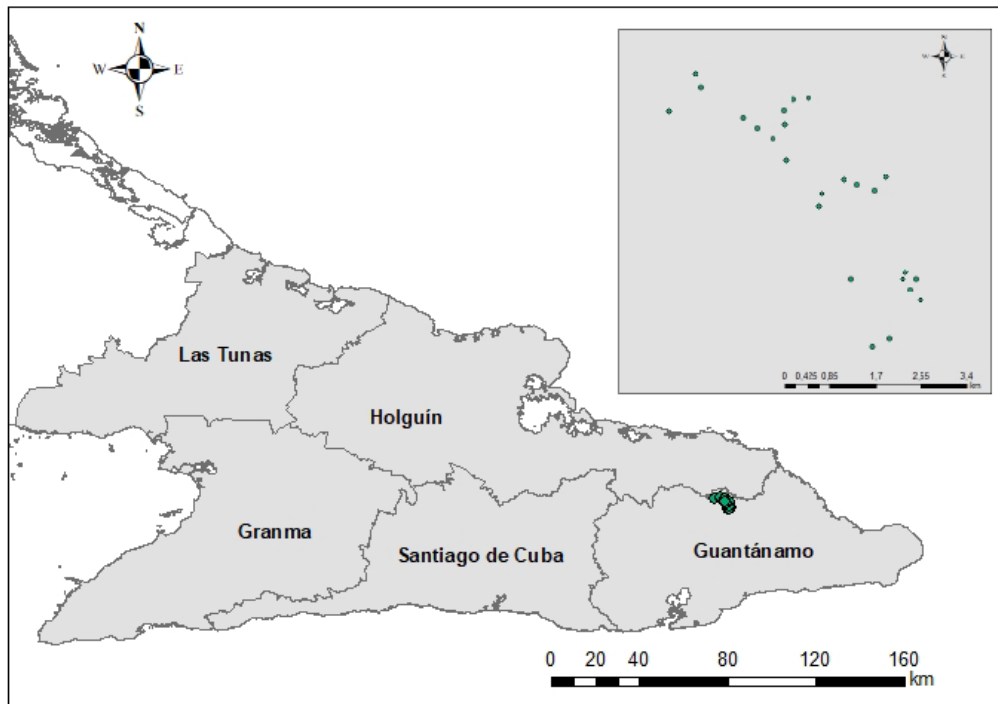 N
W E
S
N
0 0,425 0,85 1,7 2,55 3,4
Las Tunas
Holguín
Granma
Santiago de Cuba
Guantánamo
0 20 40 80 120 160
km